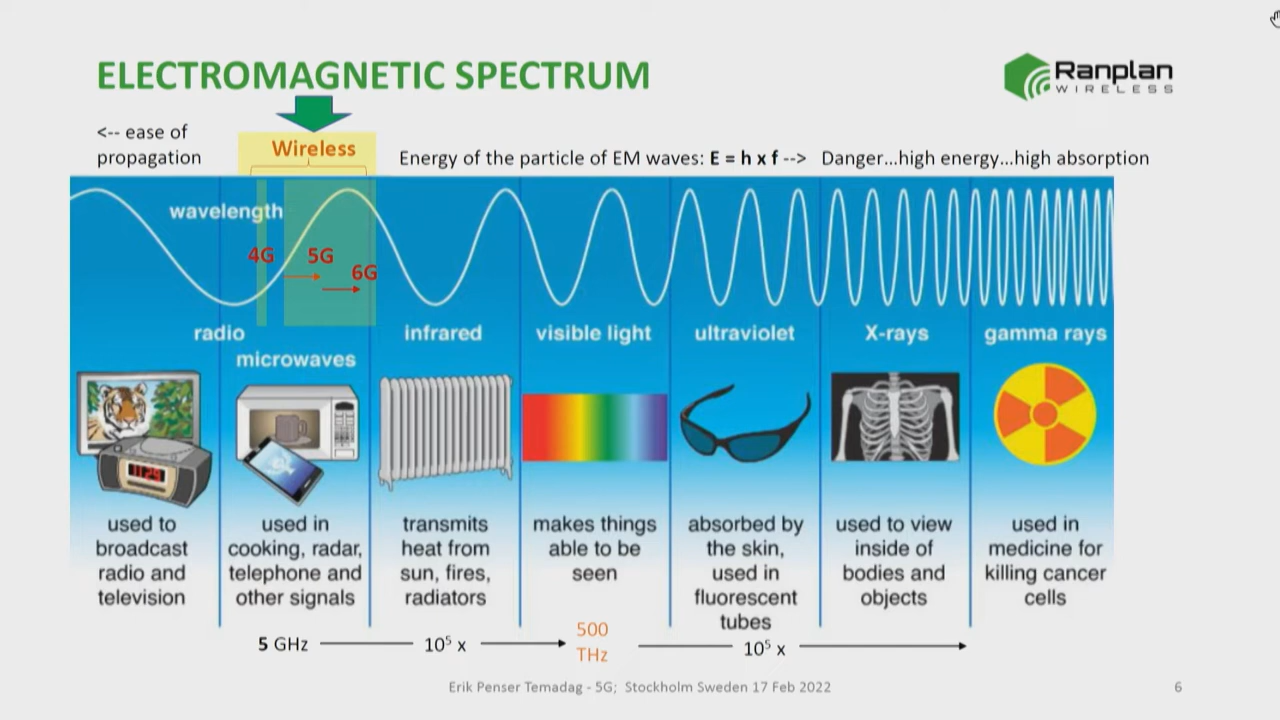 ELECTROMAGNETIC SPECTRUM
Ranplan
WIRELESS
<-- ease of
propagation
Wireless
Energy of the particle of EM waves: E = h x f --> Danger...high energy...high absorption
wavelength
4G
5G
6G
radio
microwaves
infrared
visible light
ultraviolet
X-rays
gamma rays
11:29
used to
broadcast
radio and
television
used in
cooking, radar,
telephone and
other signals
transmits
heat from
sun, fires,
radiators
makes things
able to be
seen
absorbed by
the skin,
used in
fluorescent
tubes
used to view
inside of
bodies and
objects
used in
medicine for
killing cancer
cells
5 GHz
10⁵ x
500
THz
10⁵ x
Erik Penser Temadag - 5G; Stockholm Sweden 17 Feb 2022
6